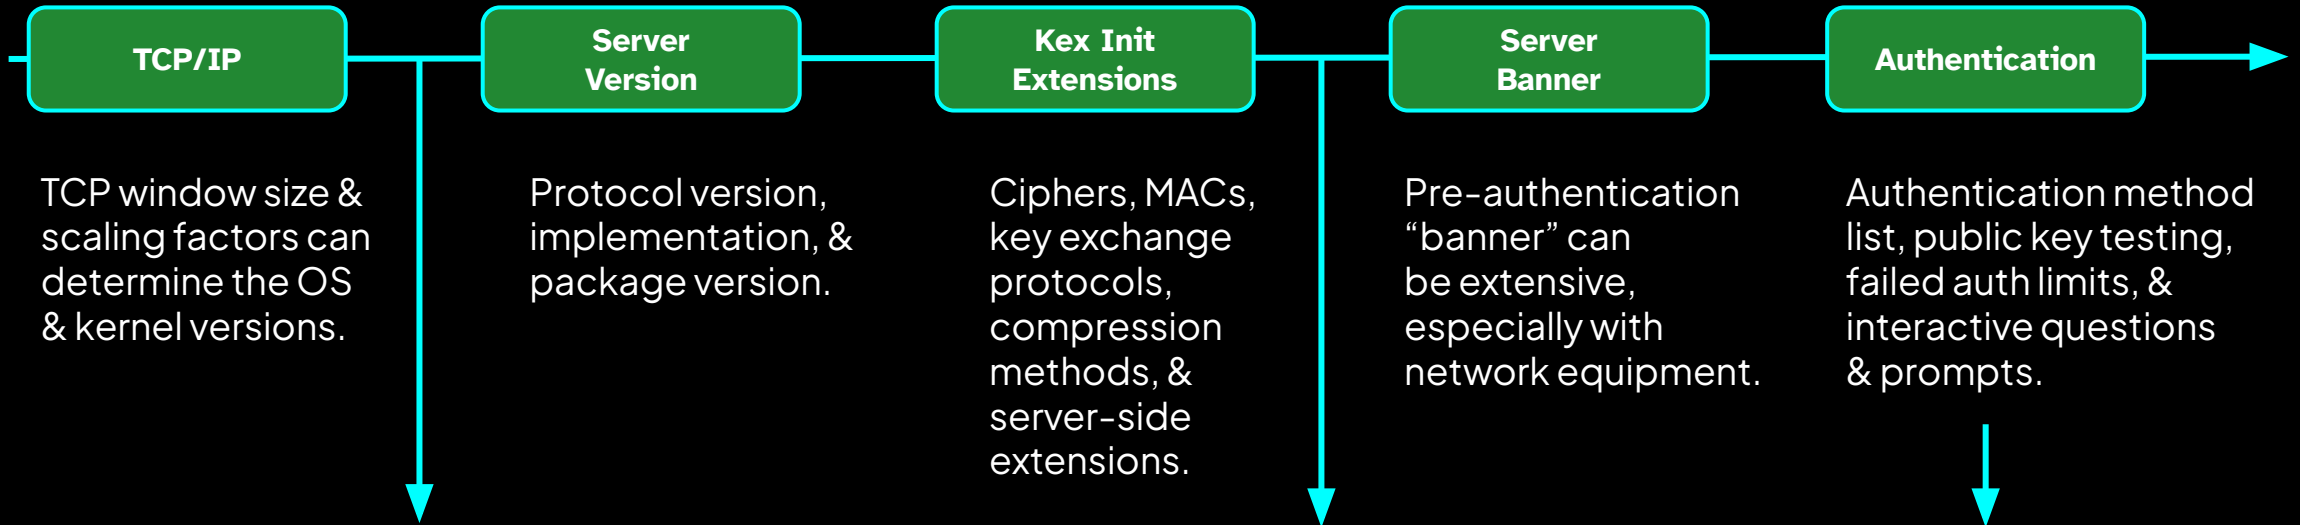 TCP/IP
Server
Version
Kex Init
Extensions
Server
Banner
Authentication
TCP window size &
scaling factors can
determine the OS
& kernel versions.
Protocol version,
implementation, &
package version.
Ciphers, MACs,
key exchange
protocols,
compression
methods, &
server-side
extensions.
Pre-authentication
“banner” can
be extensive,
especially with
network equipment.
Authentication method
list, public key testing,
failed auth limits, &
interactive questions
& prompts.